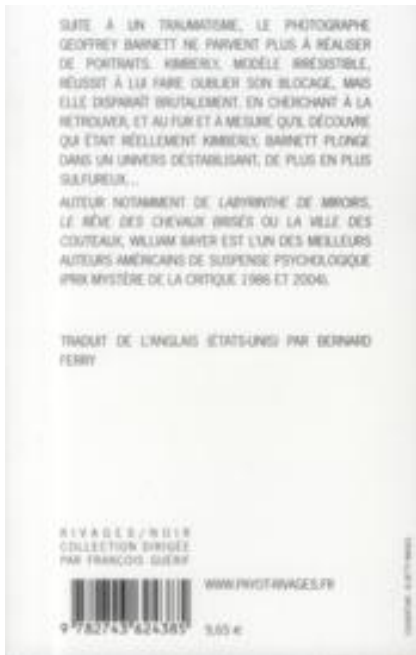 SUITE À UN TRAUMATISME, LE PHOTOGRAPHE
GEOFFREY BARNETT NE PARVIENT PLUS À RÉALISER
DE PORTRAITS. KIMBERLY, MODÈLE IRRÉSISTIBLE,
RÉUSSIT À LUI FAIRE OUBLIER SON BLOCAGE, MAIS
ELLE DISPARAÎT BRUTALEMENT. EN CHERCHANT À LA
RETROUVER, ET AU FUR ET À MESURE QU'IL DÉCOUVRE
QUI ÉTAIT RÉELLEMENT KIMBERLY, BARNETT PLONGE
DANS UN UNIVERS DÉSTABILISANT, DE PLUS EN PLUS
SULFUREUX...
AUTEUR NOTAMMENT DE LABYRINTHE DE MIROIRS,
LE RÊVE DES CHEVAUX BRISÉS OU LA VILLE DES
COUTEAUX, WILLIAM BAYER EST L'UN DES MEILLEURS
AUTEURS AMÉRICAINS DE SUSPENSE PSYCHOLOGIQUE
(PRIX MYSTÈRE DE LA CRITIQUE 1986 ET 2004).
TRADUIT DE L'ANGLAIS (ÉTATS-UNIS) PAR BERNARD
FERRY
RIVAGES/NOIR
COLLECTION DIRIGÉE
PAR FRANÇOIS GUÉRIF
WWW.PAYOT-RIVAGES.FR
9 782743 624385
9,65 €